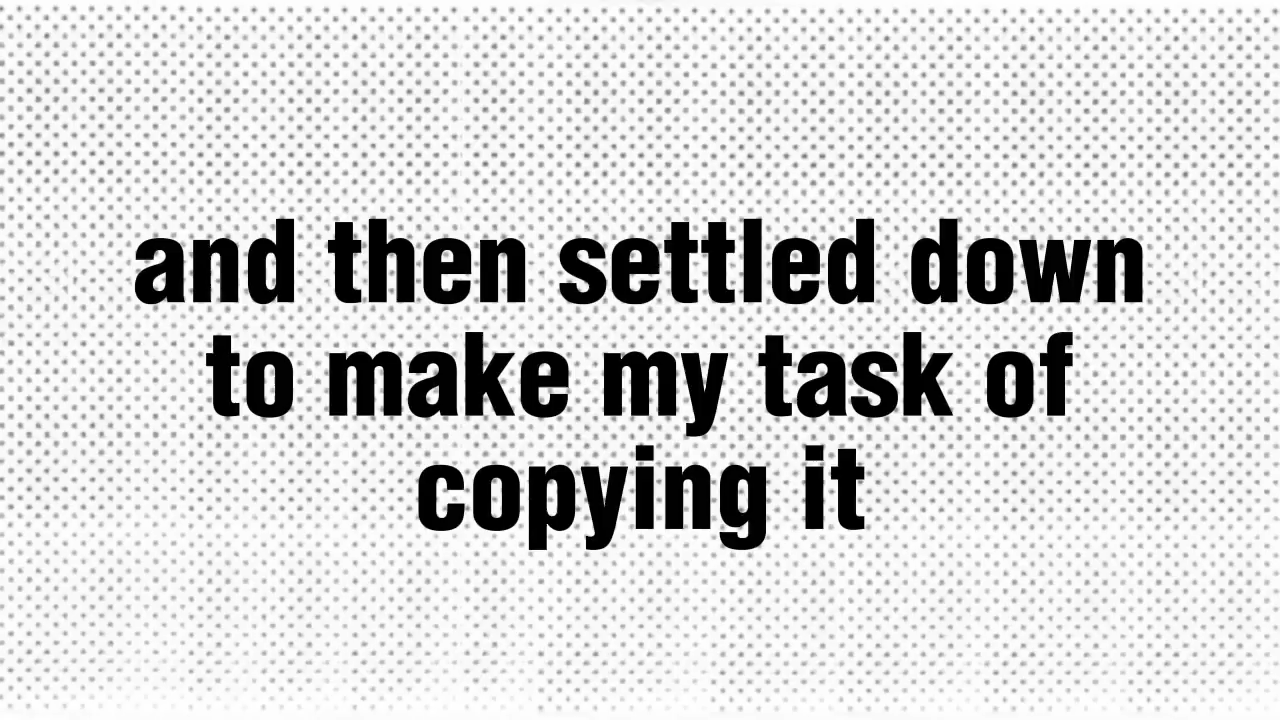 and then settled down
to make my task of
copying it